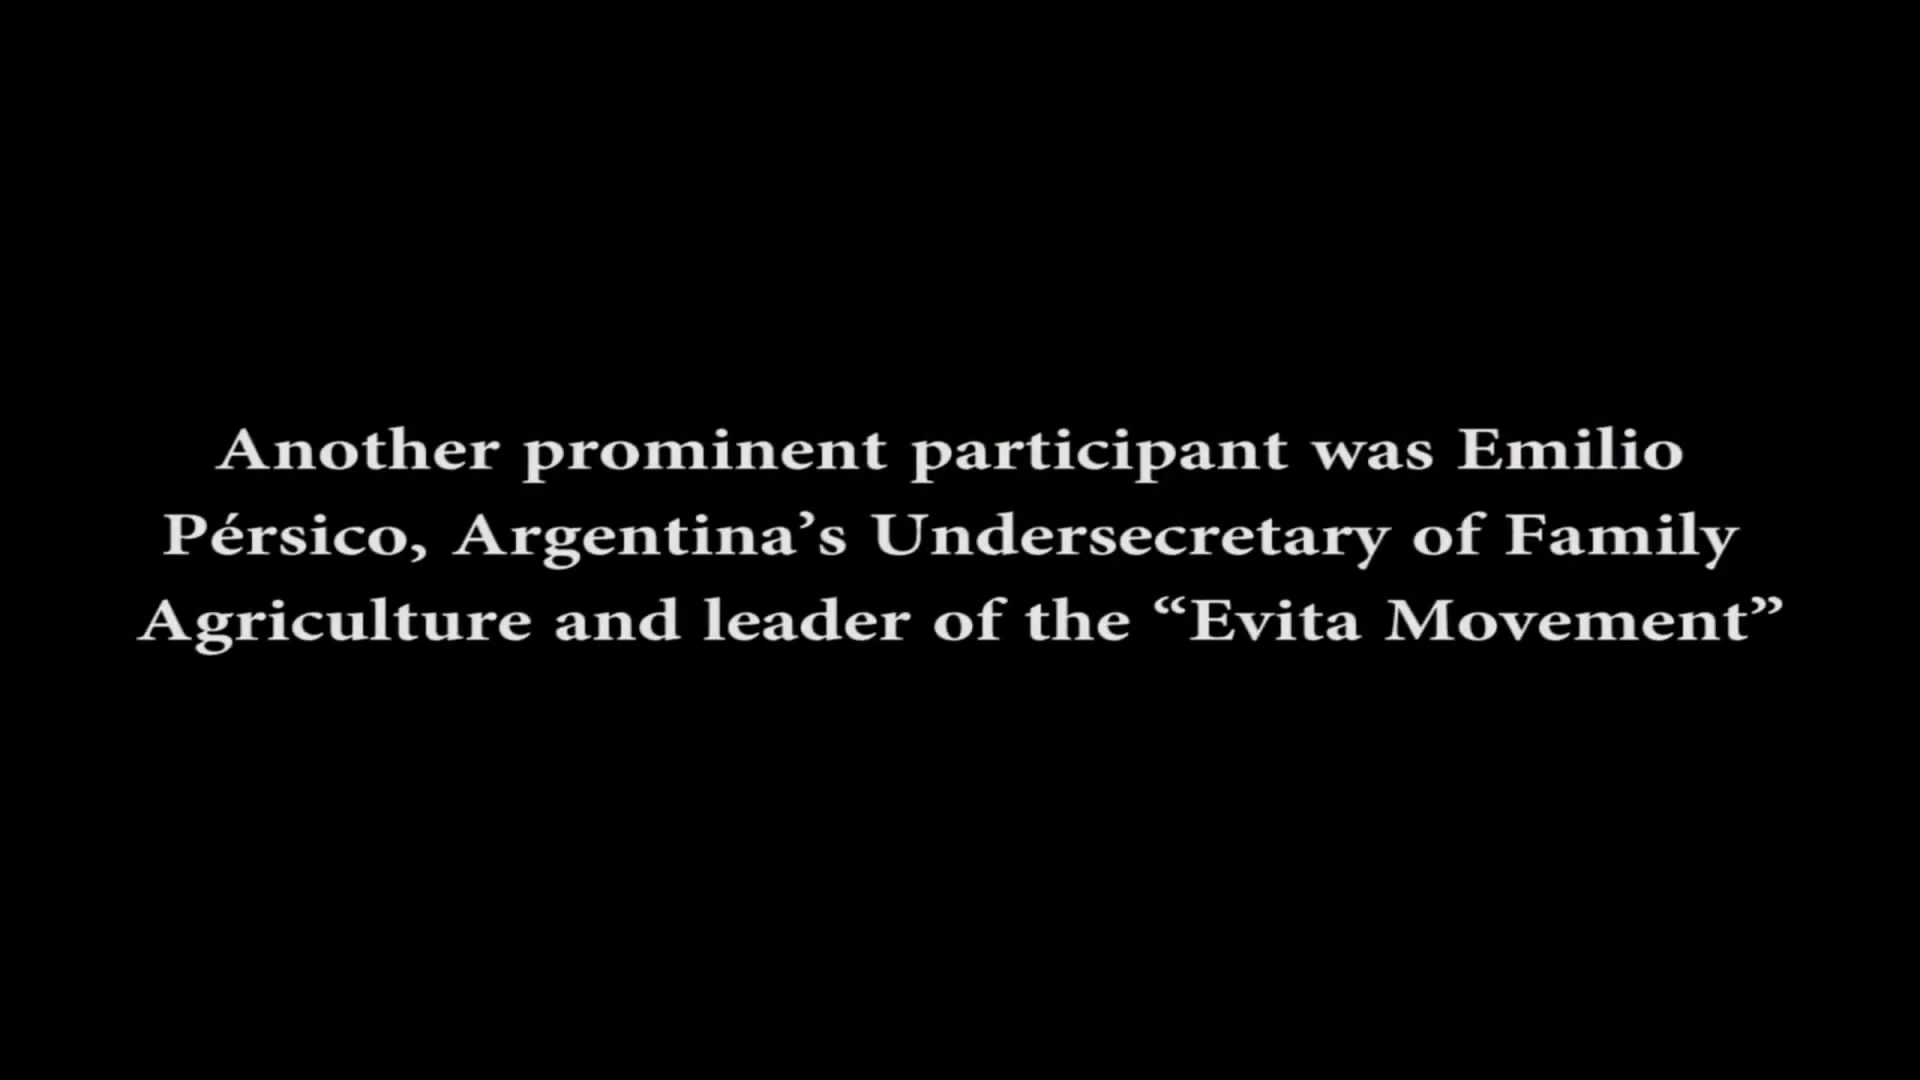 Another prominent participant was Emilio
Pérsico, Argentina’s Undersecretary of Family
Agriculture and leader of the “Evita Movement”